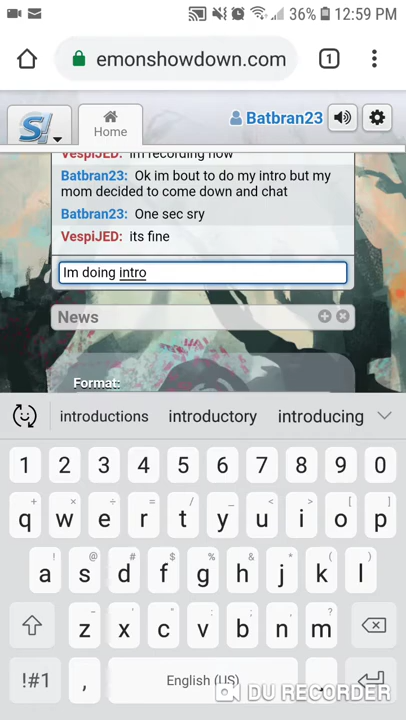 36% 12:59 PM
emonshowdown.com 1
S!
Home
Batbran23
VespiJED: im recording now
Batbran23: Ok im bout to do my intro but my
mom decided to come down and chat
Batbran23: One sec sry
VespiJED: its fine
Im doing intro
News
Format:
introductions introductory introducing
1 2 3 4 5 6 7 8 9 0
q w e r t y u i o p
a s d f g h j k l
z x c v b n m
!#1 , English (US) .
DU RECORDER